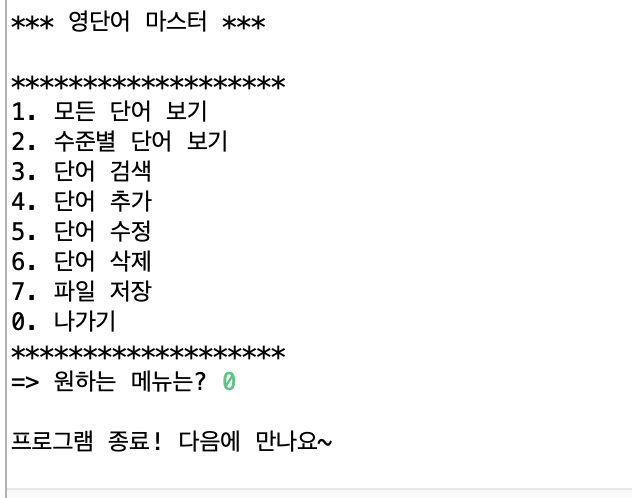 *** 영단어 마스터 ***
********************
1. 모든 단어 보기
2. 수준별 단어 보기
3. 단어 검색
4. 단어 추가
5. 단어 수정
6. 단어 삭제
7. 파일 저장
0. 나가기
********************
=> 원하는 메뉴는? 0
프로그램 종료! 다음에 만나요~